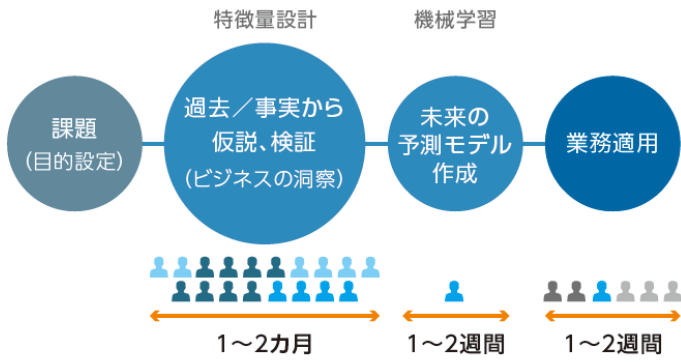 特徴量設計
機械学習
課題
(目的設定)
過去／事実から
仮説、検証
(ビジネスの洞察)
未来の
予測モデル
作成
業務適用
1〜2カ月
1〜2週間
1〜2週間